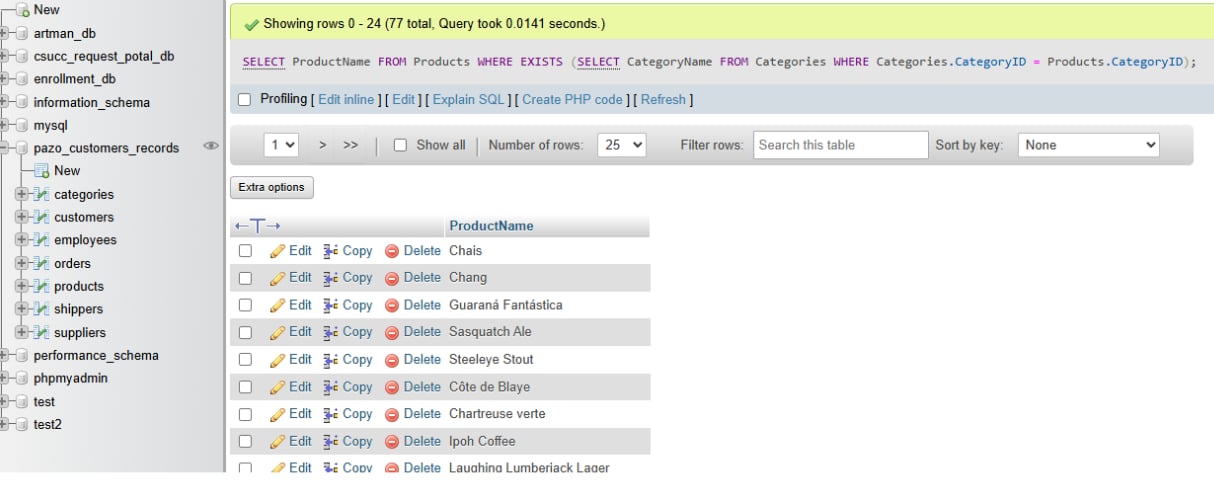 New
artman_db
csucc_request_potal_db
enrollment_db
information_schema
mysql
pazo_customers_records
New
categories
customers
employees
orders
products
shippers
suppliers
performance_schema
phpmyadmin
test
test2
Showing rows 0 - 24 (77 total, Query took 0.0141 seconds.)
SELECT ProductName FROM Products WHERE EXISTS (SELECT CategoryName FROM Categories WHERE Categories.CategoryID = Products.CategoryID);
Profiling [ Edit inline ] [ Edit ] [ Explain SQL ] [ Create PHP code ] [ Refresh ]
1 > >> | Show all | Number of rows: 25 Filter rows: Search this table Sort by key: None
Extra options
←T→ ProductName
Edit Copy Delete Chais
Edit Copy Delete Chang
Edit Copy Delete Guaraná Fantástica
Edit Copy Delete Sasquatch Ale
Edit Copy Delete Steeleye Stout
Edit Copy Delete Côte de Blaye
Edit Copy Delete Chartreuse verte
Edit Copy Delete Ipoh Coffee
Edit Copy Delete Laughing Lumberjack Lager